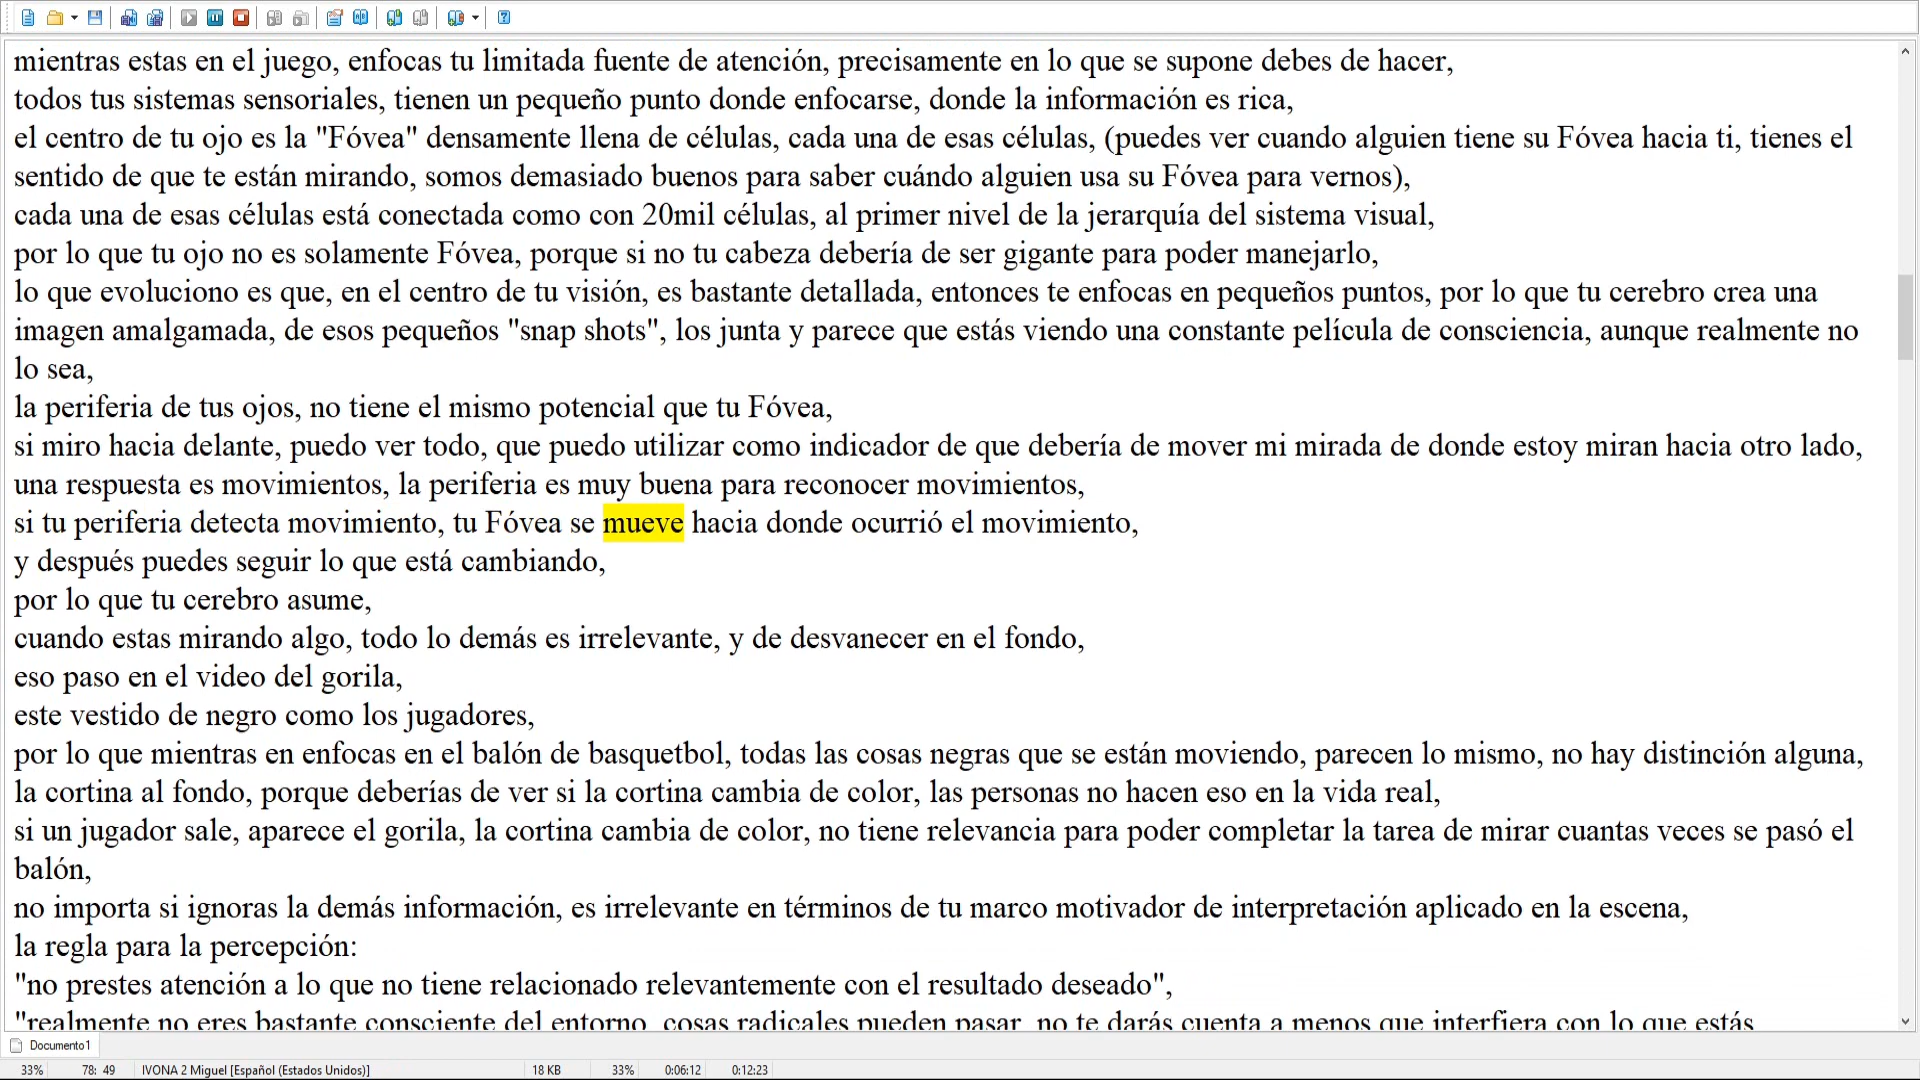 mientras estas en el juego, enfocas tu limitada fuente de atención, precisamente en lo que se supone debes de hacer,
todos tus sistemas sensoriales, tienen un pequeño punto donde enfocarse, donde la información es rica,
el centro de tu ojo es la "Fóvea" densamente llena de células, cada una de esas células, (puedes ver cuando alguien tiene su Fóvea hacia ti, tienes el
sentido de que te están mirando, somos demasiado buenos para saber cuándo alguien usa su Fóvea para vernos),
cada una de esas células está conectada como con 20mil células, al primer nivel de la jerarquía del sistema visual,
por lo que tu ojo no es solamente Fóvea, porque si no tu cabeza debería de ser gigante para poder manejarlo,
lo que evoluciono es que, en el centro de tu visión, es bastante detallada, entonces te enfocas en pequeños puntos, por lo que tu cerebro crea una
imagen amalgamada, de esos pequeños "snap shots", los junta y parece que estás viendo una constante película de consciencia, aunque realmente no
lo sea,
la periferia de tus ojos, no tiene el mismo potencial que tu Fóvea,
si miro hacia delante, puedo ver todo, que puedo utilizar como indicador de que debería de mover mi mirada de donde estoy miran hacia otro lado,
una respuesta es movimientos, la periferia es muy buena para reconocer movimientos,
si tu periferia detecta movimiento, tu Fóvea se mueve hacia donde ocurrió el movimiento,
y después puedes seguir lo que está cambiando,
por lo que tu cerebro asume,
cuando estas mirando algo, todo lo demás es irrelevante, y de desvanecer en el fondo,
eso paso en el video del gorila,
este vestido de negro como los jugadores,
por lo que mientras en enfocas en el balón de basquetbol, todas las cosas negras que se están moviendo, parecen lo mismo, no hay distinción alguna,
la cortina al fondo, porque deberías de ver si la cortina cambia de color, las personas no hacen eso en la vida real,
si un jugador sale, aparece el gorila, la cortina cambia de color, no tiene relevancia para poder completar la tarea de mirar cuantas veces se pasó el
balón,
no importa si ignoras la demás información, es irrelevante en términos de tu marco motivador de interpretación aplicado en la escena,
la regla para la percepción:
"no prestes atención a lo que no tiene relacionado relevantemente con el resultado deseado",
"realmente no eres bastante consciente del entorno, cosas radicales pueden pasar, no te darás cuenta a menos que interfiera con lo que estás
Documento1
33% 78: 49 IVONA 2 Miguel [Español (Estados Unidos)] 18 KB 33% 0:06:12 0:12:23